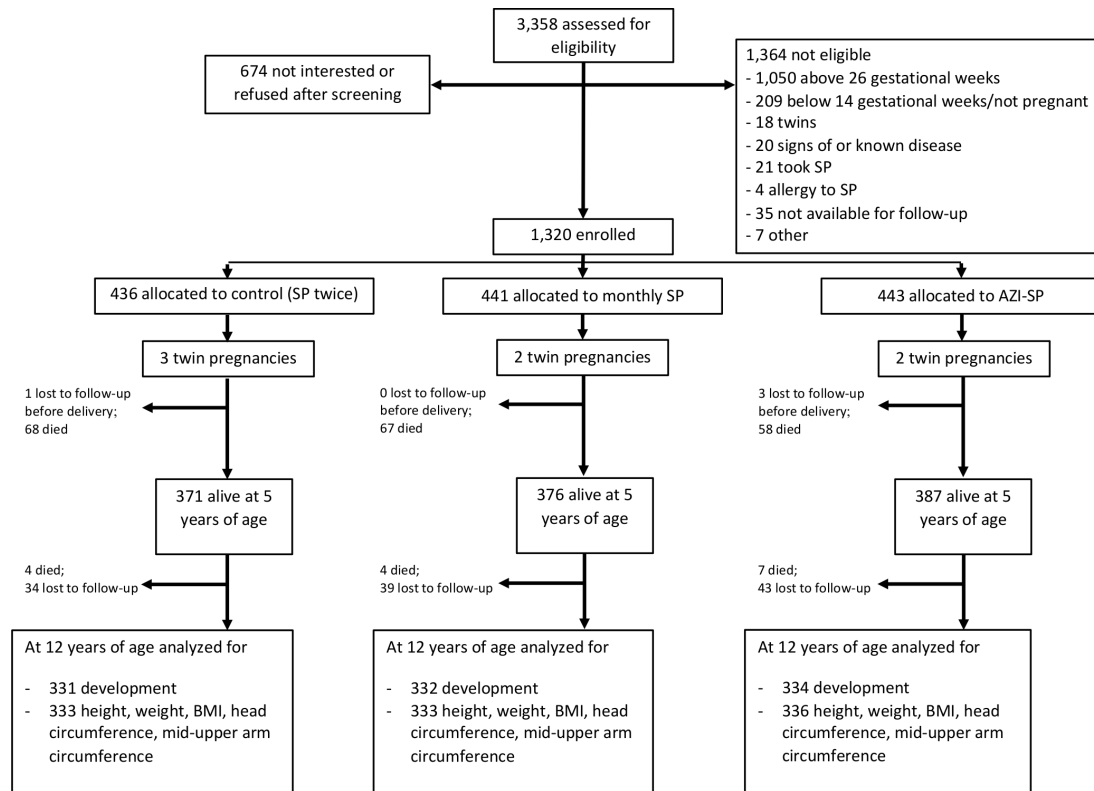 3,358 assessed for
eligibility
674 not interested or
refused after screening
1,364 not eligible
- 1,050 above 26 gestational weeks
- 209 below 14 gestational weeks/not pregnant
- 18 twins
- 20 signs of or known disease
- 21 took SP
- 4 allergy to SP
- 35 not available for follow-up
- 7 other
1,320 enrolled
436 allocated to control (SP twice)
441 allocated to monthly SP
443 allocated to AZI-SP
3 twin pregnancies
2 twin pregnancies
2 twin pregnancies
1 lost to follow-up
before delivery;
68 died
0 lost to follow-up
before delivery;
67 died
3 lost to follow-up
before delivery;
58 died
371 alive at 5
years of age
376 alive at 5
years of age
387 alive at 5
years of age
4 died;
34 lost to follow-up
4 died;
39 lost to follow-up
7 died;
43 lost to follow-up
At 12 years of age analyzed for
- 331 development
- 333 height, weight, BMI, head
circumference, mid-upper arm
circumference
At 12 years of age analyzed for
- 332 development
- 333 height, weight, BMI, head
circumference, mid-upper arm
circumference
At 12 years of age analyzed for
- 334 development
- 336 height, weight, BMI, head
circumference, mid-upper arm
circumference